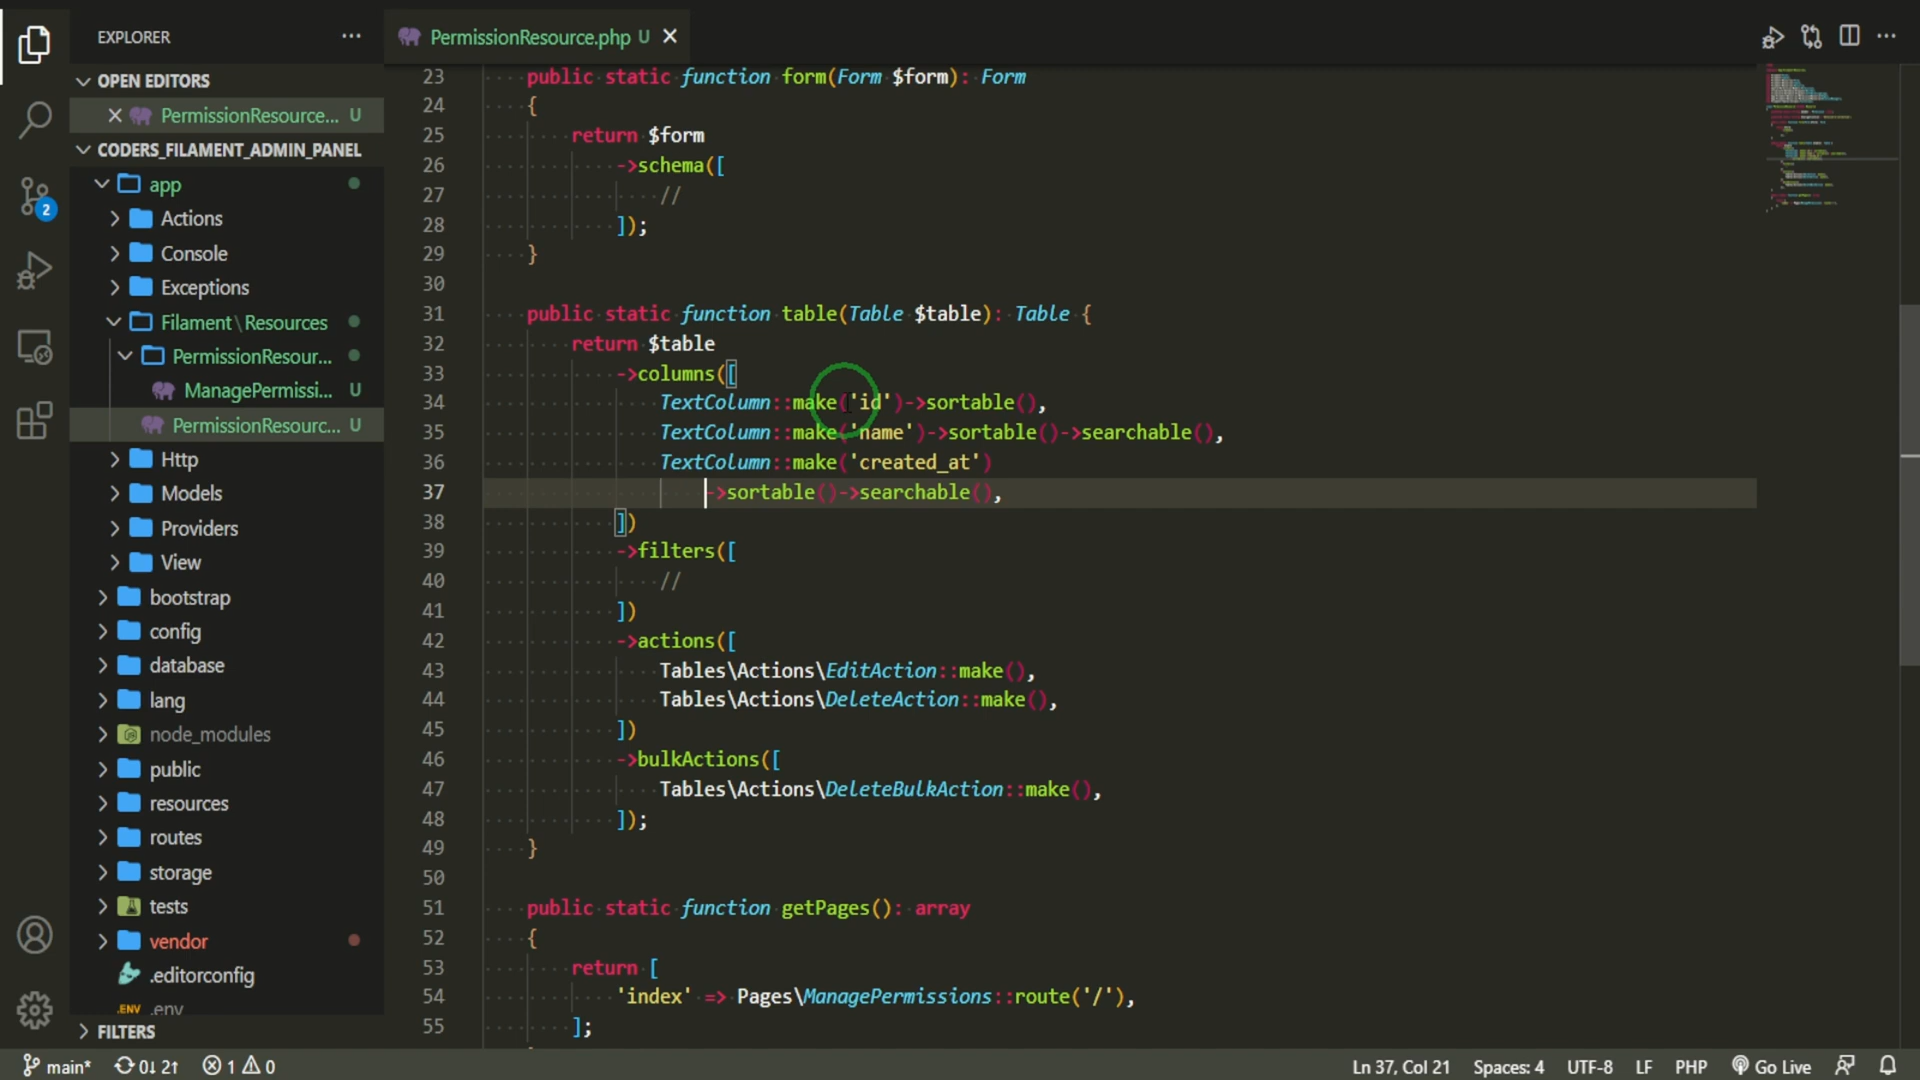 EXPLORER
PermissionResource.php U
OPEN EDITORS
PermissionResource... U
CODERS_FILAMENT_ADMIN_PANEL
app
Actions
Console
Exceptions
Filament\Resources
PermissionResour...
ManagePermissi... U
PermissionResourc... U
Http
Models
Providers
View
bootstrap
config
database
lang
node_modules
public
resources
routes
storage
tests
vendor
.editorconfig
.ENV .env
FILTERS
2
23 public static function form(Form $form): Form
24 {
25 return $form
26 ->schema([
27 //
28 ]);
29 }
30
31 public static function table(Table $table): Table {
32 return $table
33 ->columns([
34 TextColumn::make('id')->sortable(),
35 TextColumn::make('name')->sortable()->searchable(),
36 TextColumn::make('created_at')
37 ->sortable()->searchable(),
38 ])
39 ->filters([
40 //
41 ])
42 ->actions([
43 Tables\Actions\EditAction::make(),
44 Tables\Actions\DeleteAction::make(),
45 ])
46 ->bulkActions([
47 Tables\Actions\DeleteBulkAction::make(),
48 ]);
49 }
50
51 public static function getPages(): array
52 {
53 return [
54 'index' => Pages\ManagePermissions::route('/'),
55 ];
main* 0↓ 2↑ 1 0 Ln 37, Col 21 Spaces: 4 UTF-8 LF PHP Go Live